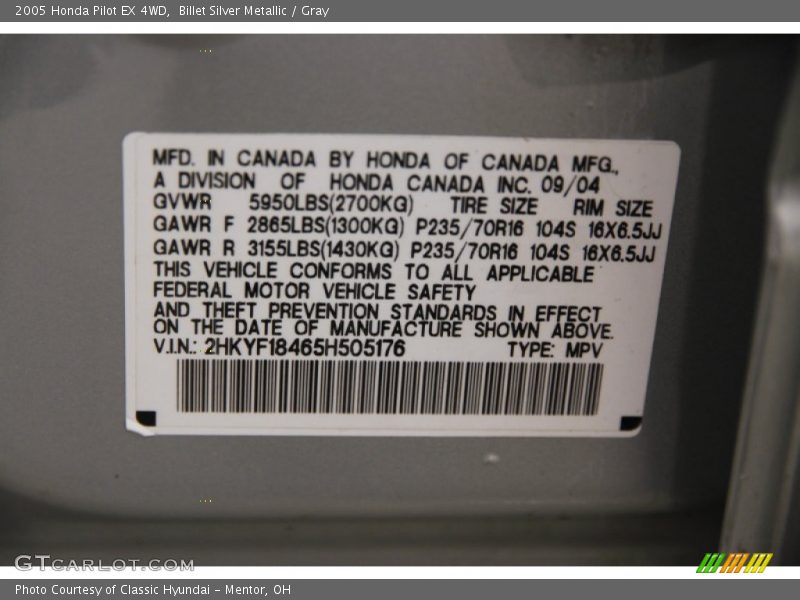 2005 Honda Pilot EX 4WD, Billet Silver Metallic / Gray
MFD. IN CANADA BY HONDA OF CANADA MFG.,
A DIVISION OF HONDA CANADA INC. 09/04
GVWR 5950LBS(2700KG) TIRE SIZE RIM SIZE
GAWR F 2865LBS(1300KG) P235/70R16 104S 16X6.5JJ
GAWR R 3155LBS(1430KG) P235/70R16 104S 16X6.5JJ
THIS VEHICLE CONFORMS TO ALL APPLICABLE
FEDERAL MOTOR VEHICLE SAFETY
AND THEFT PREVENTION STANDARDS IN EFFECT
ON THE DATE OF MANUFACTURE SHOWN ABOVE.
V.I.N.: 2HKYF18465H505176 TYPE: MPV
GTCARLOT.COM
Photo Courtesy of Classic Hyundai - Mentor, OH